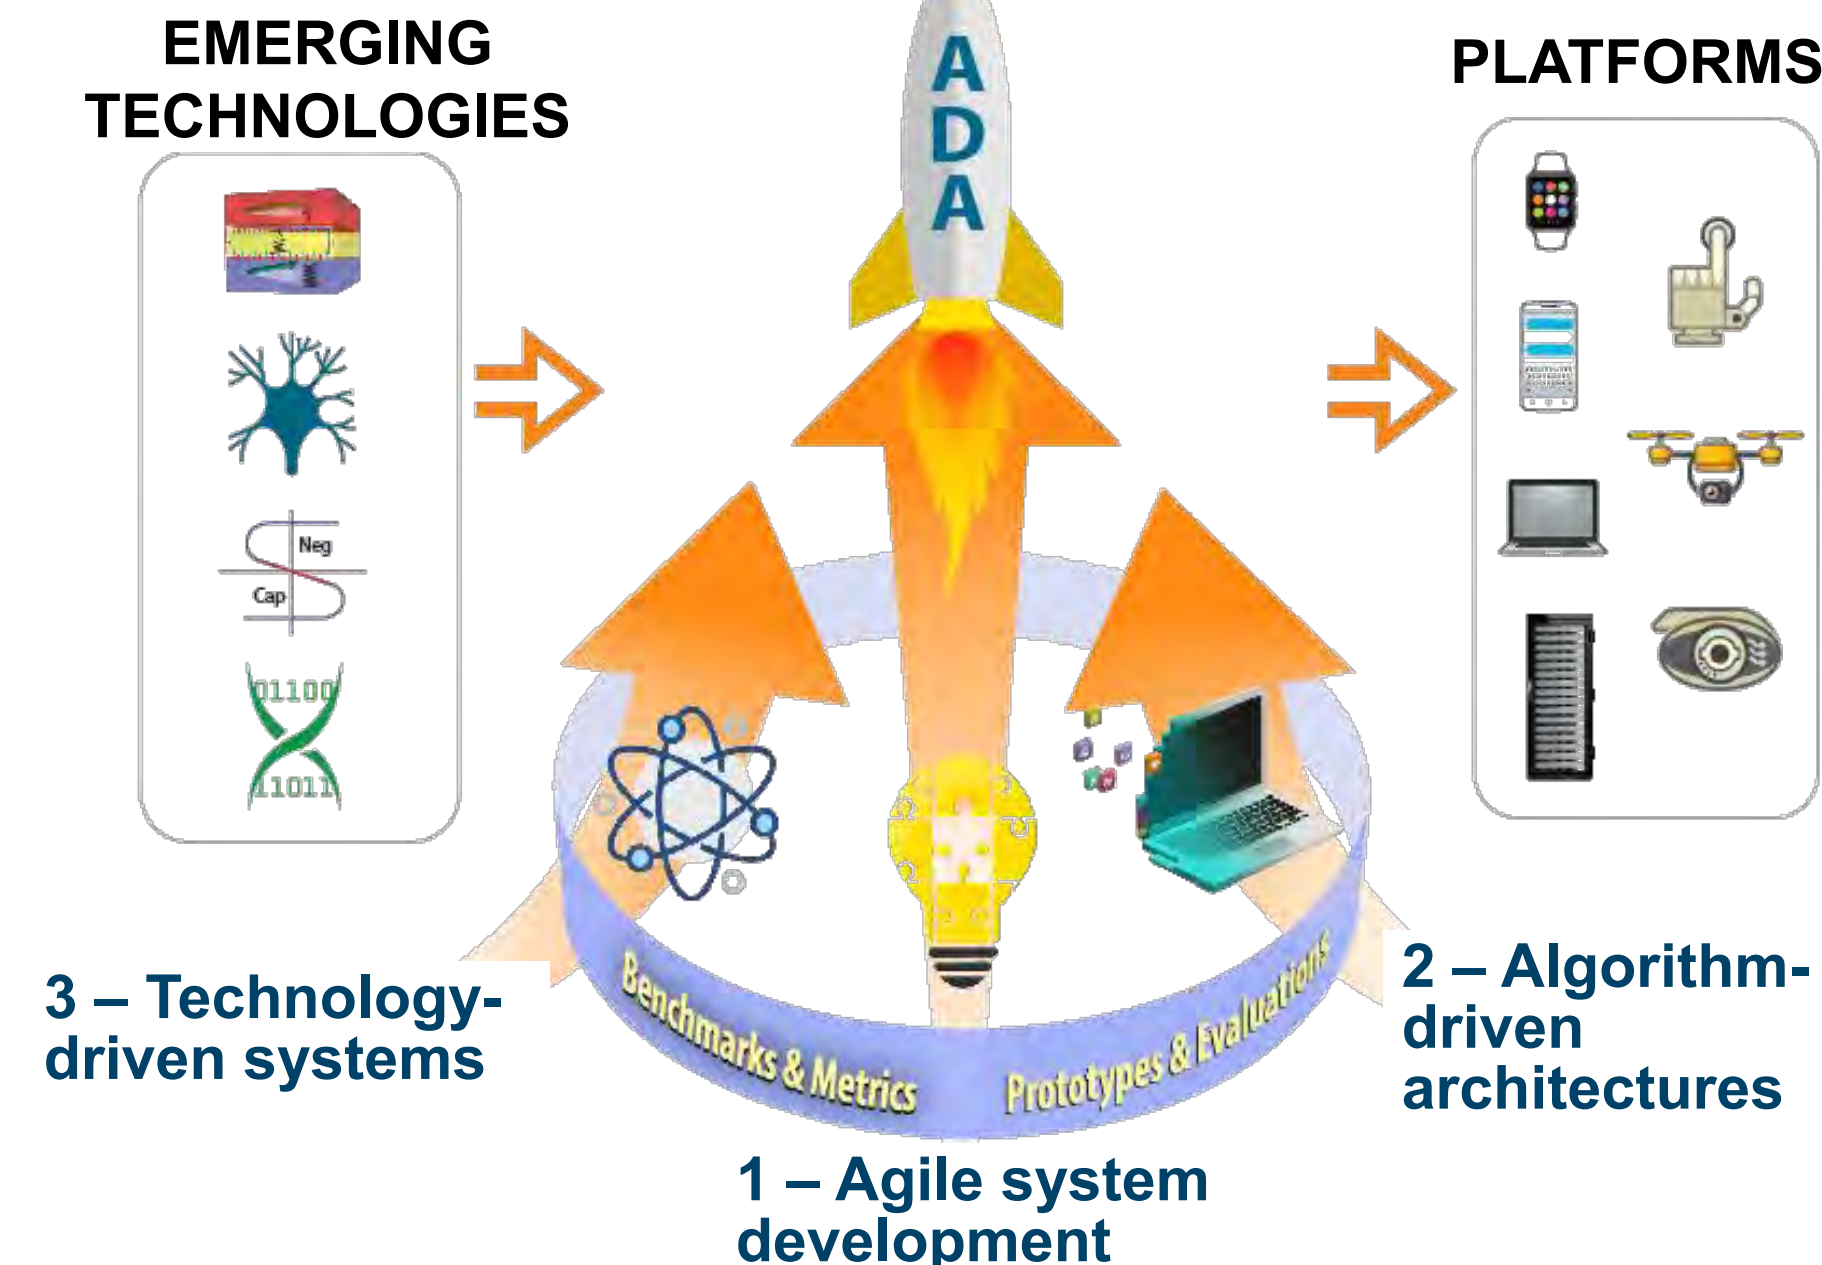 EMERGING
TECHNOLOGIES
PLATFORMS
A
D
A
Neg
Cap
01100
11011
Benchmarks & Metrics
Prototypes & Evaluations
3 – Technology-
driven systems
2 – Algorithm-
driven
architectures
1 – Agile system
development